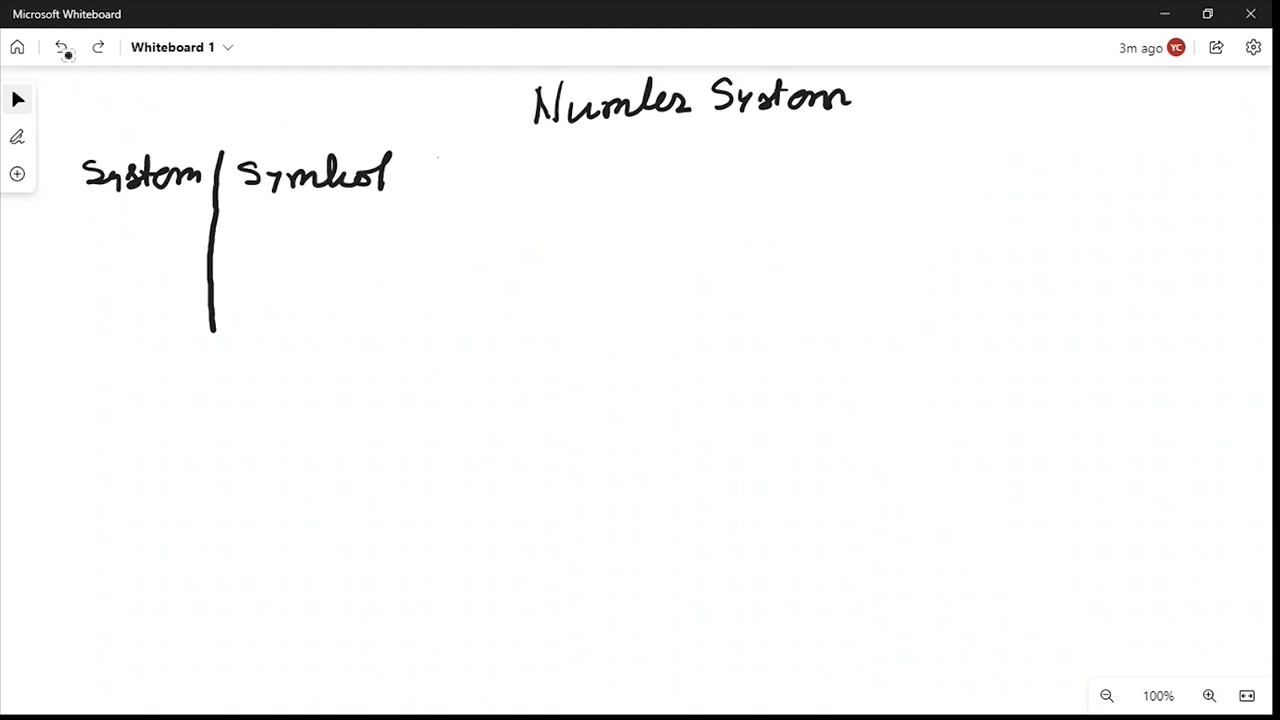 Microsoft Whiteboard
Whiteboard 1
3m ago YC
Number System
System Symbol
100%